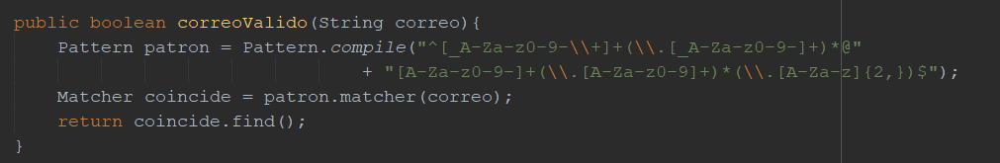 public boolean correoValido(String correo){
Pattern patron = Pattern.compile("^[_A-Za-z0-9-\\+]+(\\.[_A-Za-z0-9-]+)*@"
+ "[A-Za-z0-9-]+(\\.[A-Za-z0-9]+)*(\\.[A-Za-z]{2,})$");
Matcher coincide = patron.matcher(correo);
return coincide.find();
}